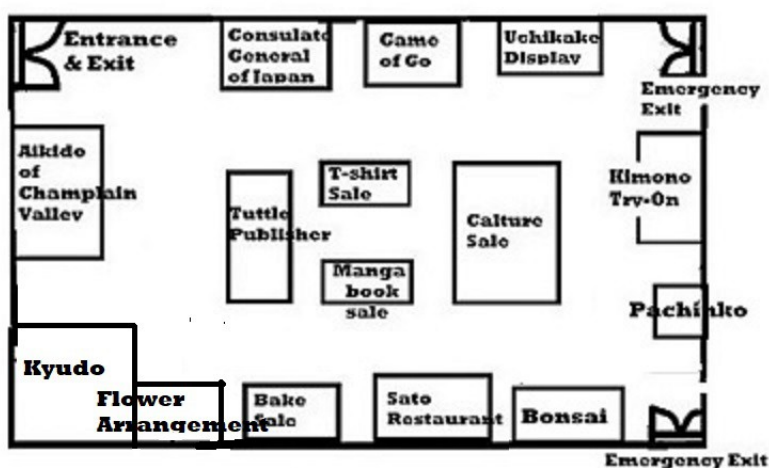 Entrance
& Exit
Consulate
General
of Japan
Game
of Go
Uchikake
Display
Emergency
Exit
Aikido
of
Champlain
Valley
Tuttle
Publisher
T-shirt
Sale
Manga
book
sale
Calture
Sale
Kimono
Try-On
Pachinko
Kyudo
Flower
Arrangement
Bake
Sale
Sato
Restaurant
Bonsai
Emergency Exit